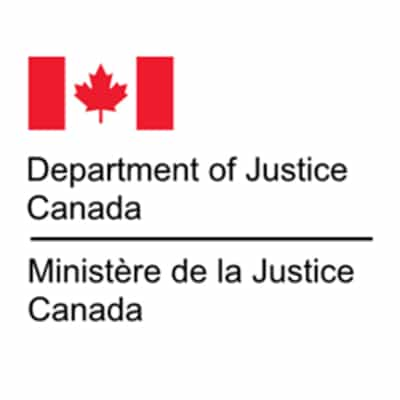 Department of Justice
Canada
Ministère de la Justice
Canada